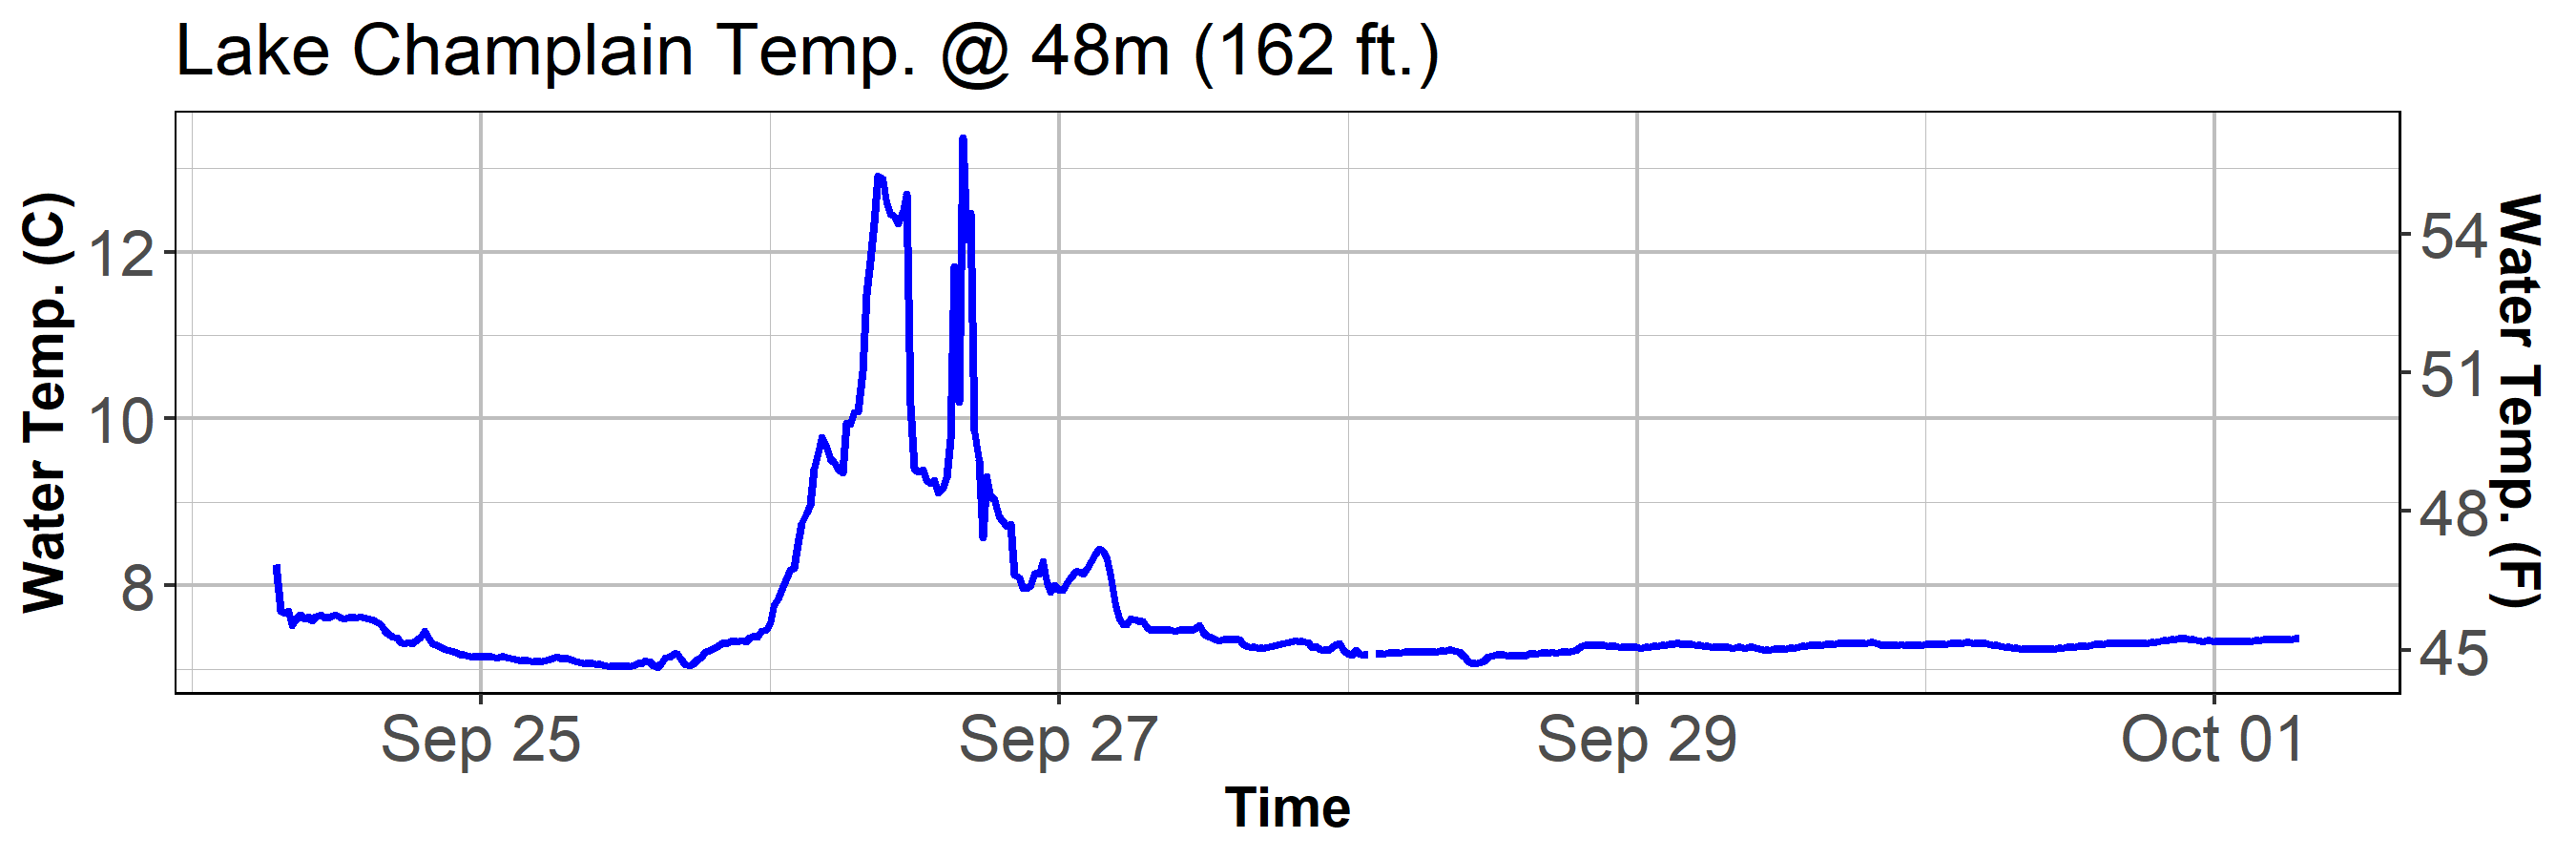 Lake Champlain Temp. @ 48m (162 ft.)
Water Temp. (C)
12
10
8
54
51
48
45
Water Temp. (F)
Sep 25
Sep 27
Sep 29
Oct 01
Time